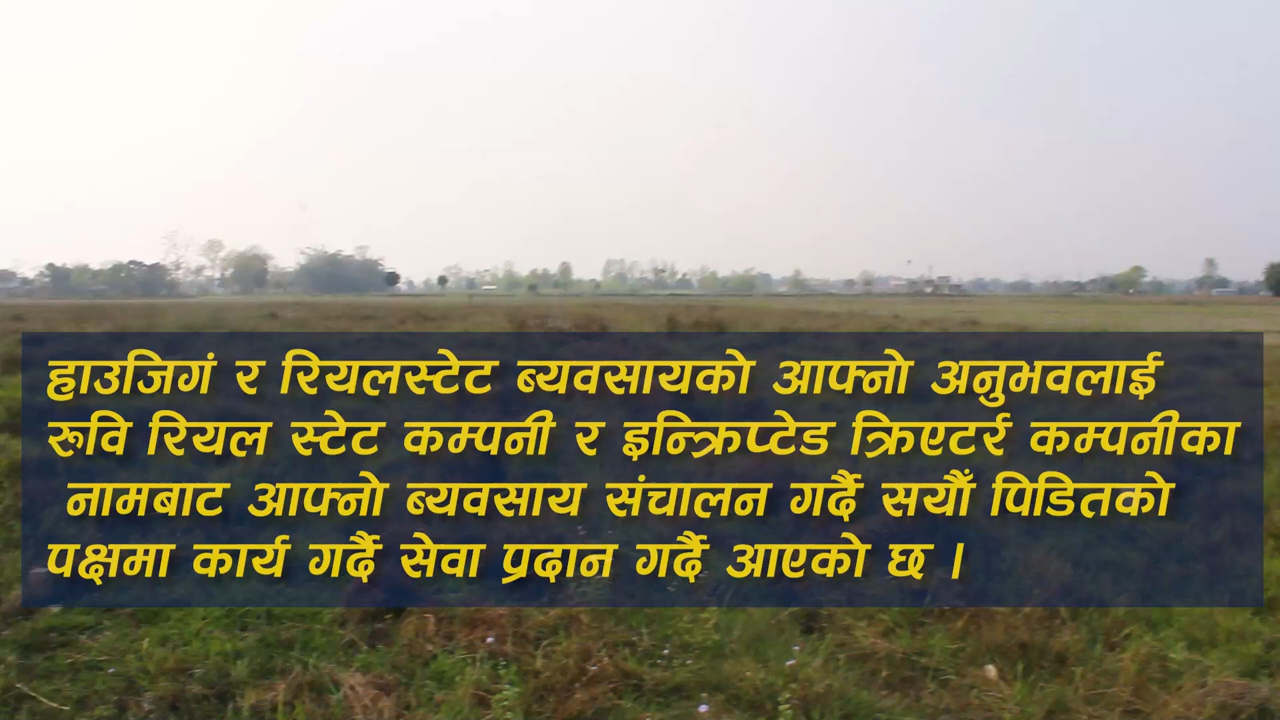 हाउजिगं र रियलस्टेट ब्यवसायको आफ्नो अनुभवलाई
रुवि रियल स्टेट कम्पनी र इन्क्रिप्टेड क्रिएटर्र कम्पनीका
नामबाट आफ्नो ब्यवसाय संचालन गर्दै सयौँ पिडितको
पक्षमा कार्य गर्दै सेवा प्रदान गर्दै आएको छ ।